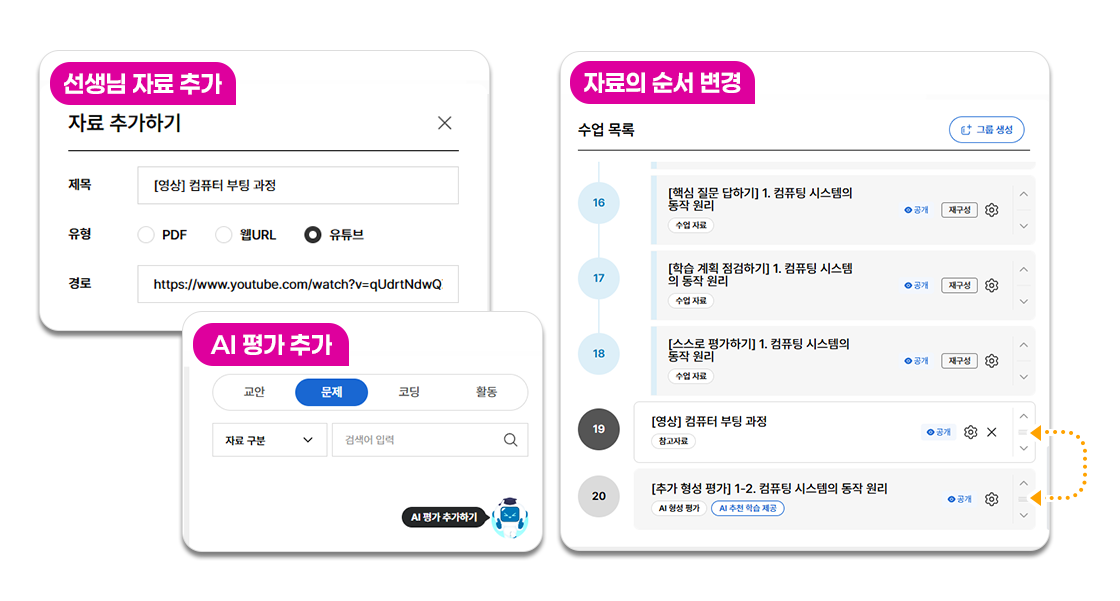 선생님 자료 추가
자료 추가하기
제목
[영상] 컴퓨터 부팅 과정
유형
PDF
웹URL
유튜브
경로
https://www.youtube.com/watch?v=qUdrtNdwQ
AI 평가 추가
교안
문제
코딩
활동
자료 구분
검색어 입력
AI 평가 추가하기
자료의 순서 변경
수업 목록
그룹 생성
16
[핵심 질문 답하기] 1. 컴퓨팅 시스템의
동작 원리
수업 자료
공개
재구성
17
[학습 계획 점검하기] 1. 컴퓨팅 시스템
의 동작 원리
수업 자료
공개
재구성
18
[스스로 평가하기] 1. 컴퓨팅 시스템의
동작 원리
수업 자료
공개
재구성
19
[영상] 컴퓨터 부팅 과정
참고자료
공개
20
[추가 형성 평가] 1-2. 컴퓨팅 시스템의 동작 원리
AI 형성 평가
AI 추천 학습 제공
공개